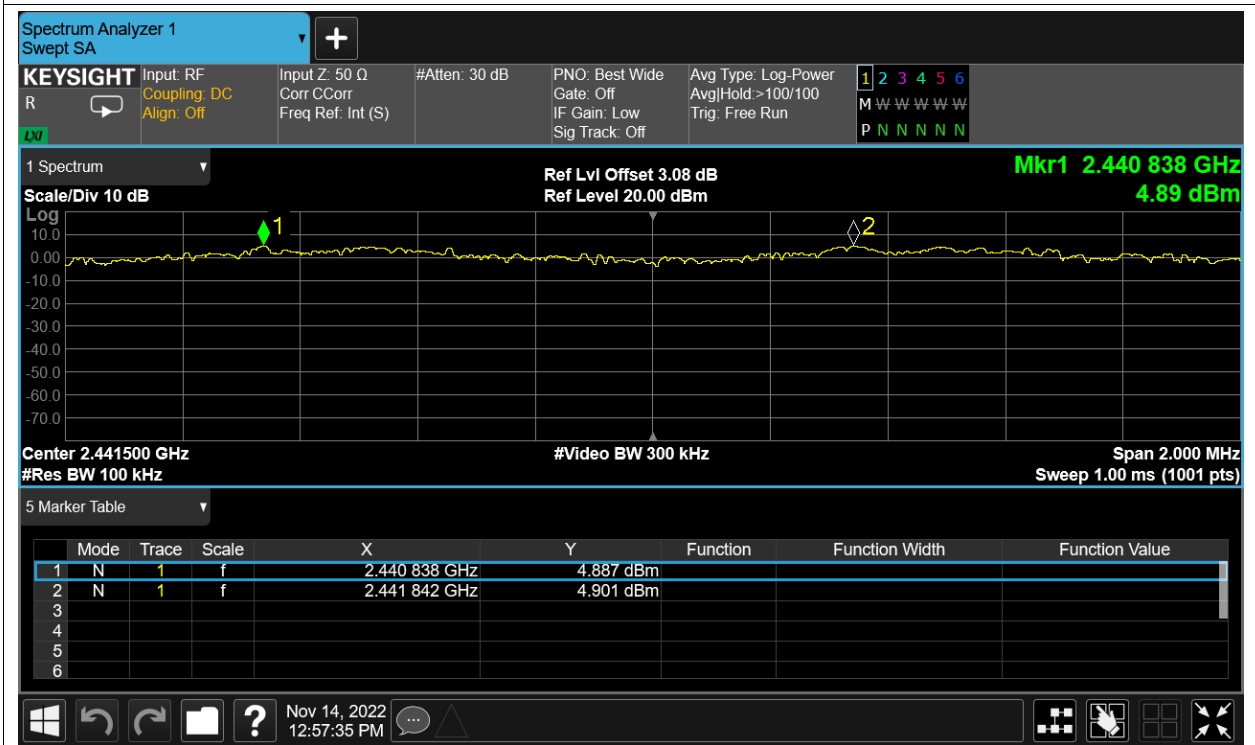 Spectrum Analyzer 1
Swept SA
+
KEYSIGHT Input: RF Input Z: 50 Ω #Atten: 30 dB PNO: Best Wide Avg Type: Log-Power 1 2 3 4 5 6
R Coupling: DC Corr CCorr Gate: Off Avg|Hold:>100/100 M W W W W W
Align: Off Freq Ref: Int (S) IF Gain: Low Trig: Free Run
LXI Sig Track: Off P N N N N N
1 Spectrum Ref Lvl Offset 3.08 dB Mkr1 2.440 838 GHz
Scale/Div 10 dB Ref Level 20.00 dBm 4.89 dBm
Log
1 2
10.0
0.00
-10.0
-20.0
-30.0
-40.0
-50.0
-60.0
-70.0
Center 2.441500 GHz #Video BW 300 kHz Span 2.000 MHz
#Res BW 100 kHz Sweep 1.00 ms (1001 pts)
5 Marker Table
Mode Trace Scale X Y Function Function Width Function Value
1 N 1 f 2.440 838 GHz 4.887 dBm
2 N 1 f 2.441 842 GHz 4.901 dBm
3
4
5
6
? Nov 14, 2022
12:57:35 PM